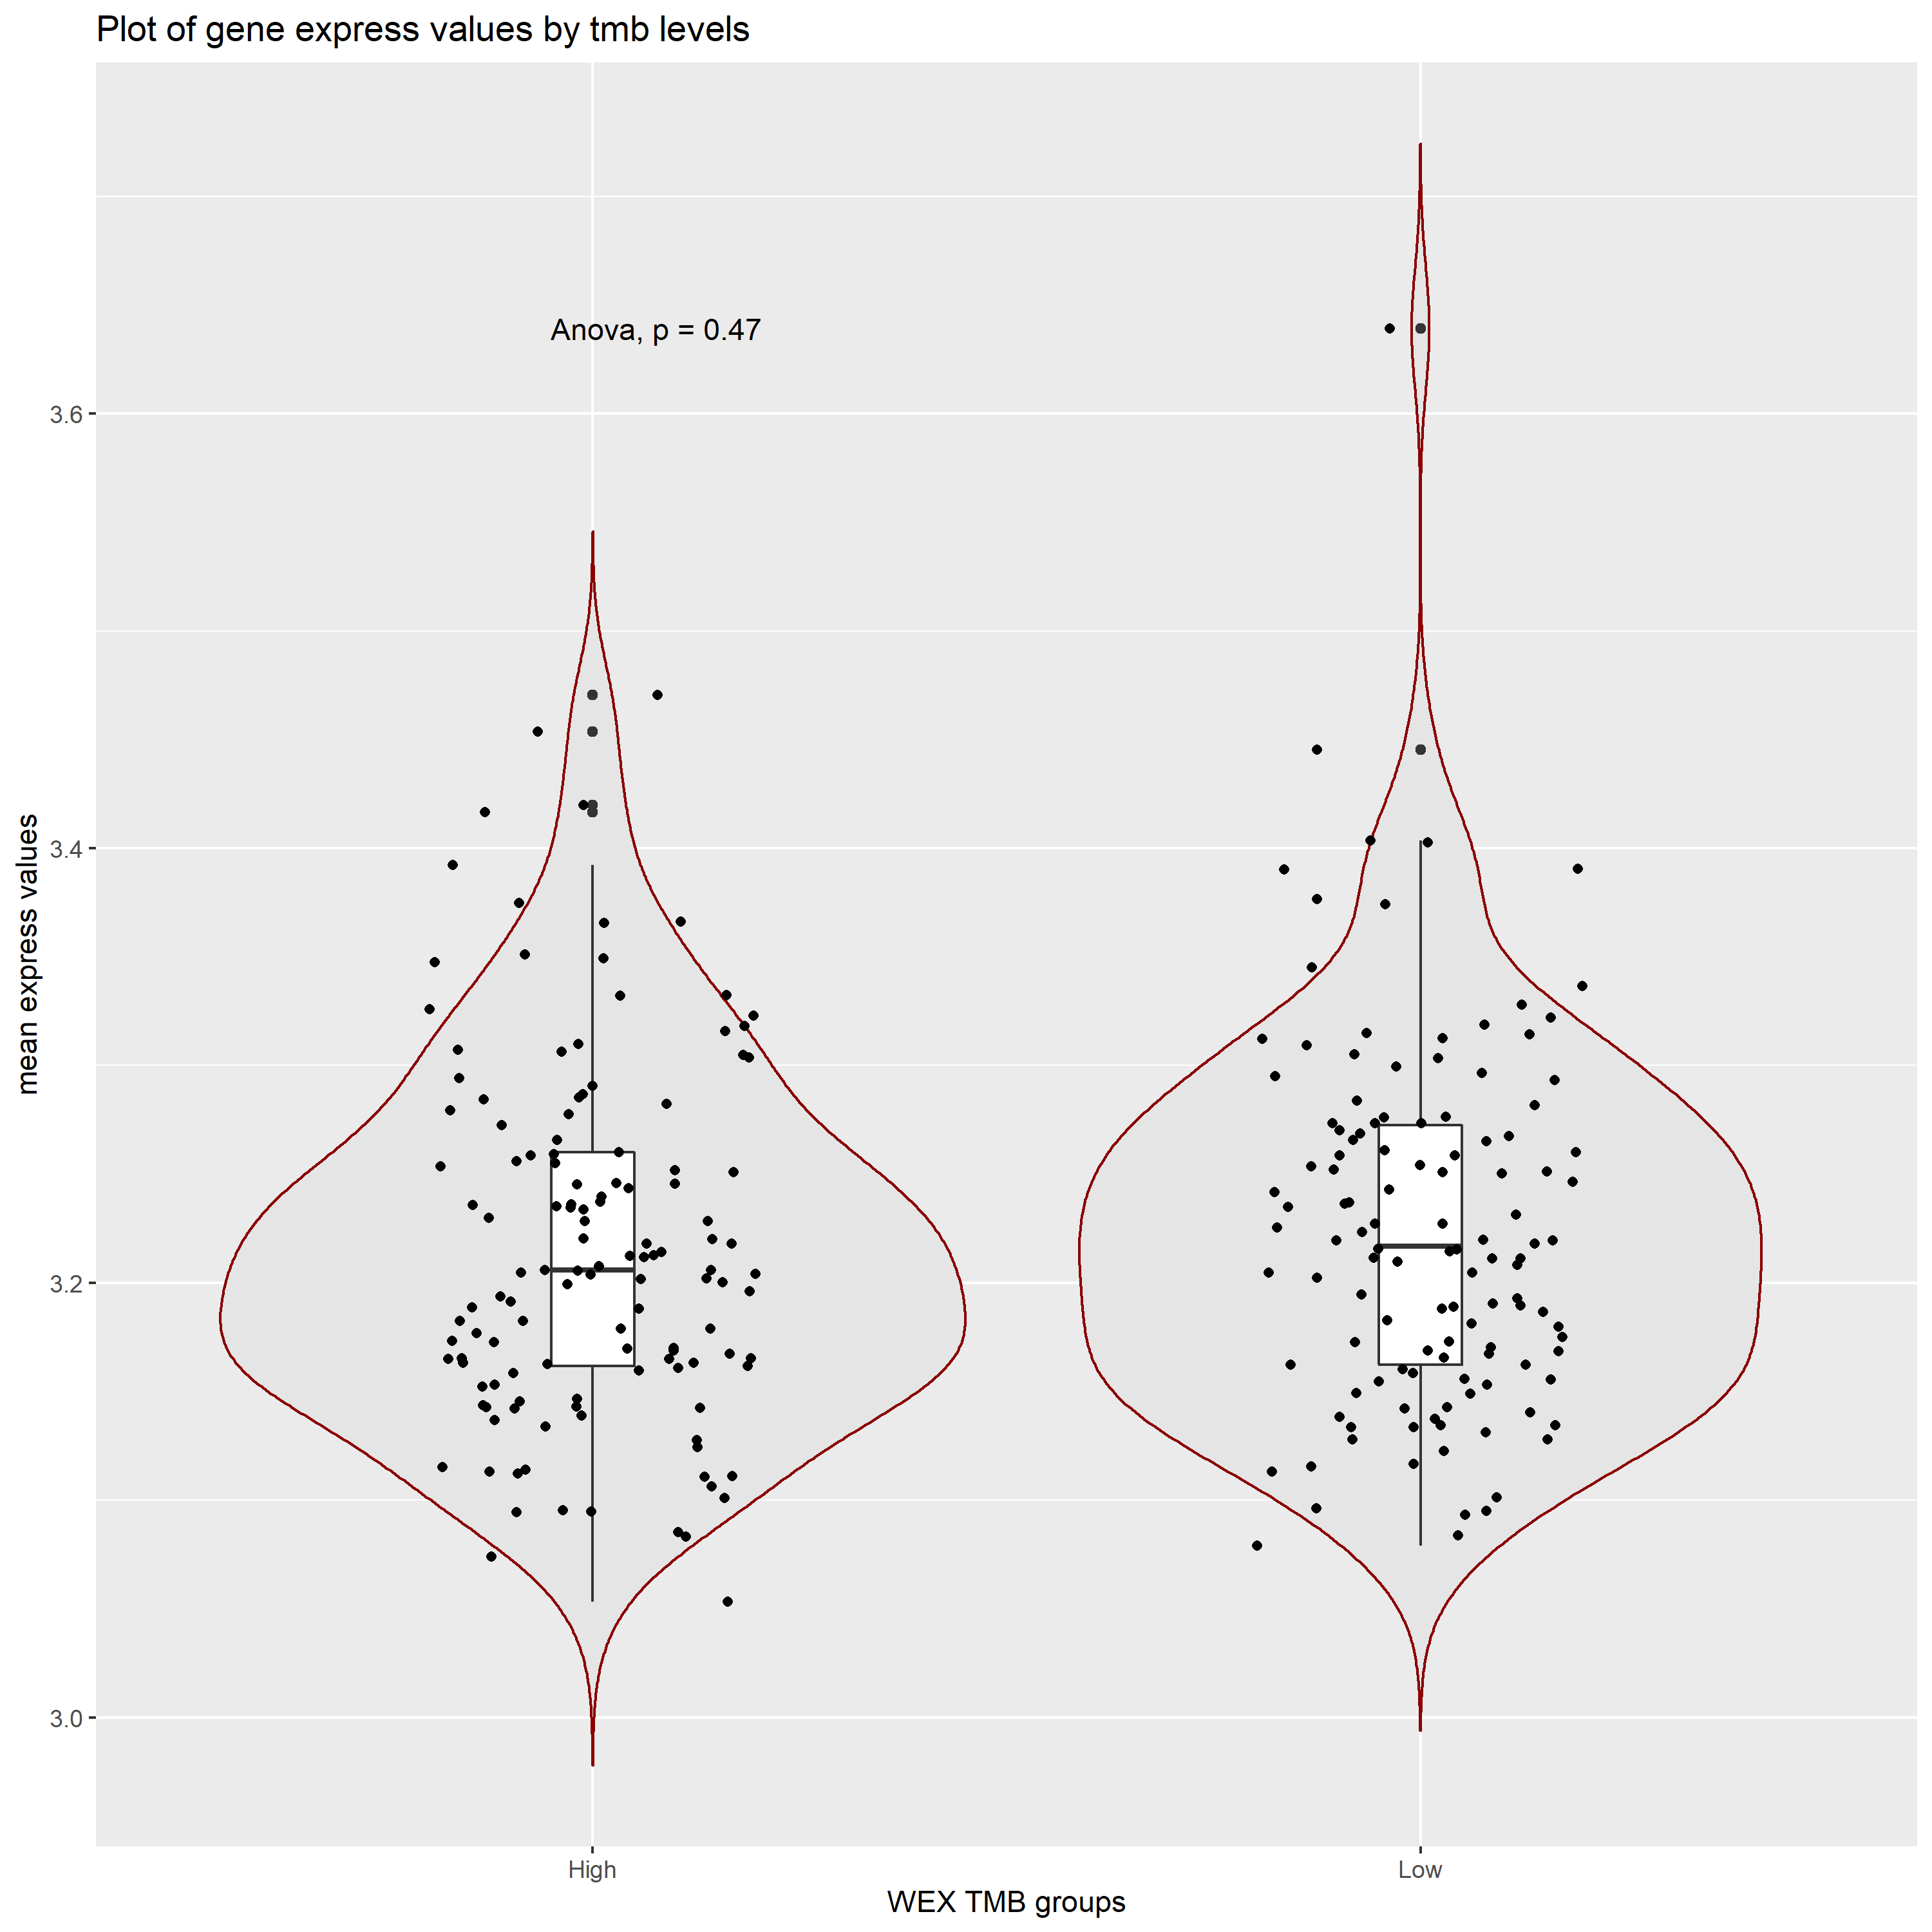 Plot of gene express values by tmb levels
Anova, p = 0.47
mean express values
3.6
3.4
3.2
3.0
High
Low
WEX TMB groups